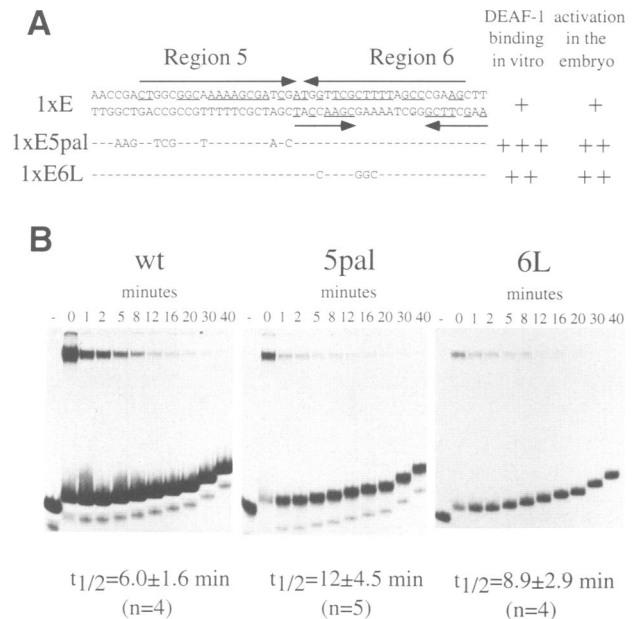 A
DEAF-1 binding in vitro
activation in the embryo
Region 5
Region 6
1xE
AACCGACTGGCGGCAAAAAGCGATCGATGGTTCGCTTTTAGCCCGAAGCTT
TTGGCTGACCGCCGTTTTTCGCTAGCTACCAAGCGAAAATCGGGCTTCGAA
+ +
1xE5pal ---AAG--TCG---T--------A-C------------------------- +++ ++
1xE6L -----------------------------C----GGC-------------- ++ ++
B
wt
minutes
- 0 1 2 5 8 12 16 20 30 40
5pal
minutes
- 0 1 2 5 8 12 16 20 30 40
6L
minutes
- 0 1 2 5 8 12 16 20 30 40
t1/2=6.0±1.6 min
(n=4)
t1/2=12±4.5 min
(n=5)
t1/2=8.9±2.9 min
(n=4)